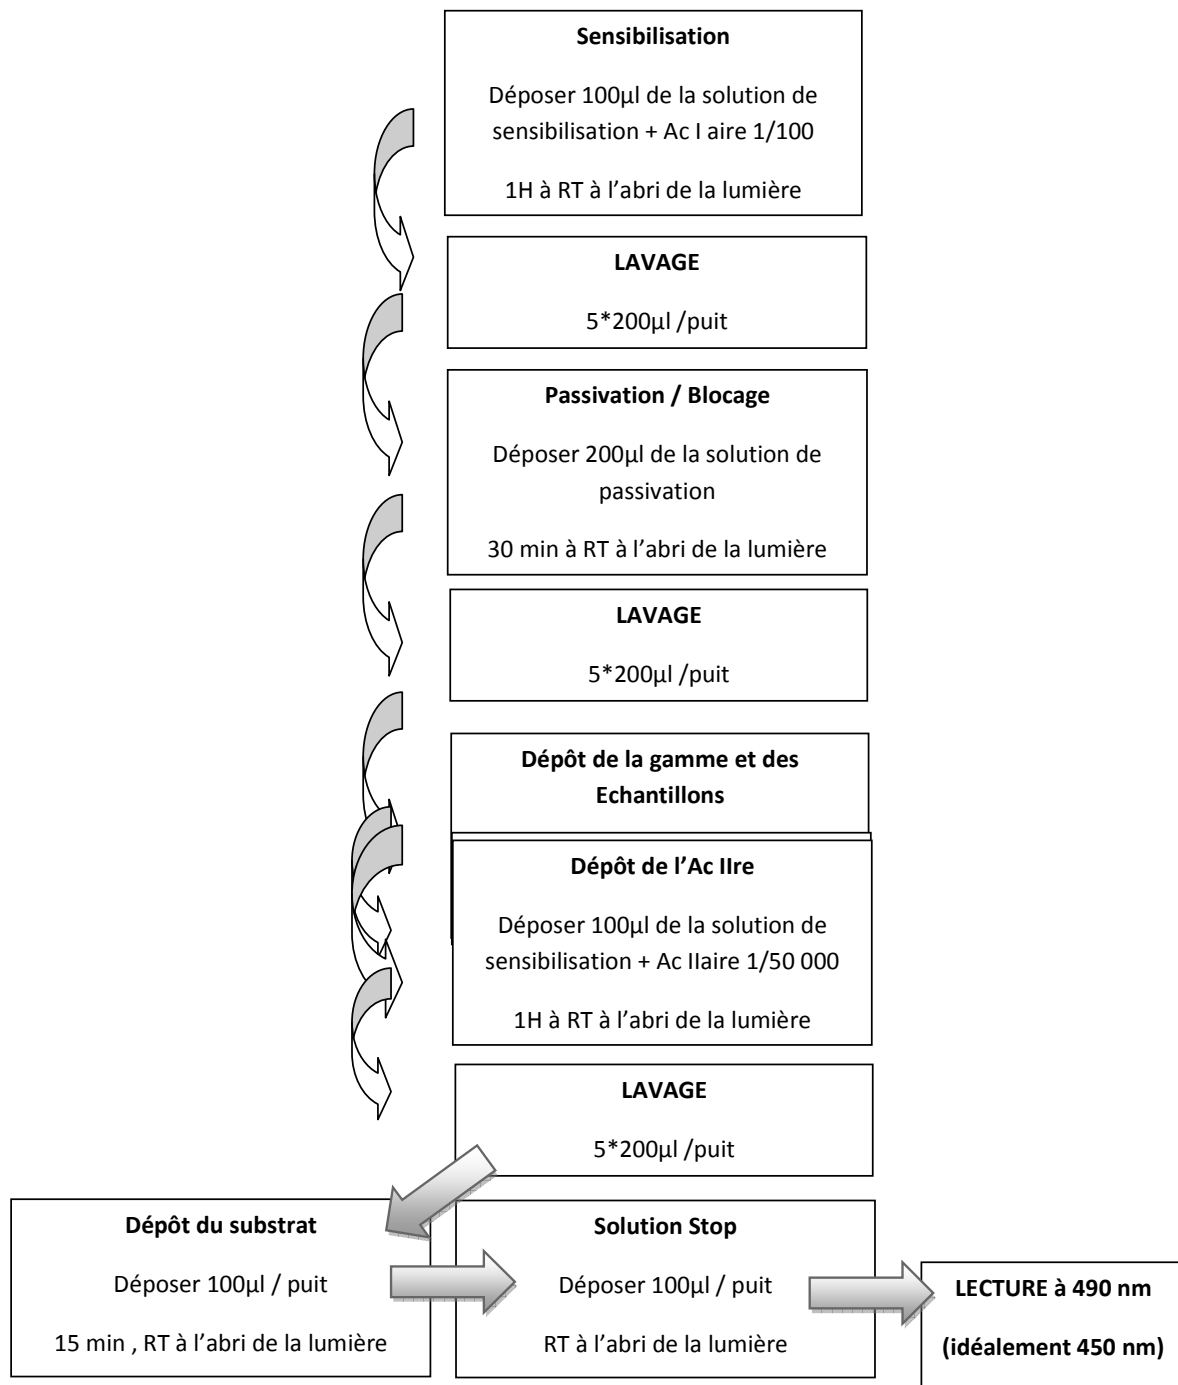 Sensibilisation
Déposer 100µl de la solution de
sensibilisation + Ac I aire 1/100
1H à RT à l’abri de la lumière
LAVAGE
5*200µl /puit
Passivation / Blocage
Déposer 200µl de la solution de
passivation
30 min à RT à l’abri de la lumière
LAVAGE
5*200µl /puit
Dépôt de la gamme et des
Echantillons
Dépôt de l’Ac IIre
Déposer 100µl de la solution de
sensibilisation + Ac IIaire 1/50 000
1H à RT à l’abri de la lumière
LAVAGE
5*200µl /puit
Dépôt du substrat
Déposer 100µl / puit
15 min , RT à l’abri de la lumière
Solution Stop
Déposer 100µl / puit
RT à l’abri de la lumière
LECTURE à 490 nm
(idéalement 450 nm)